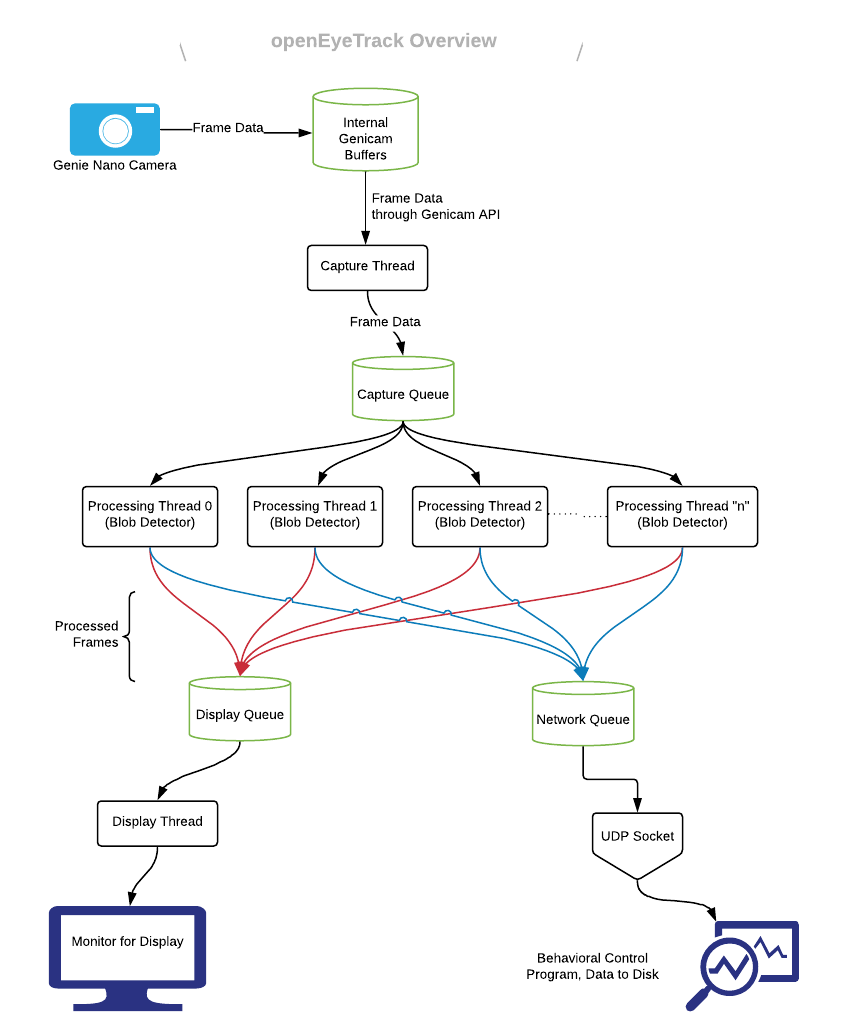 openEyeTrack Overview
Frame Data
Internal
Genicam
Buffers
Genie Nano Camera
Frame Data
through Genicam API
Capture Thread
Frame Data
Capture Queue
Processing Thread 0
(Blob Detector)
Processing Thread 1
(Blob Detector)
Processing Thread 2
(Blob Detector)
Processing Thread "n"
(Blob Detector)
Processed
Frames
Display Queue
Network Queue
Display Thread
UDP Socket
Monitor for Display
Behavioral Control
Program, Data to Disk